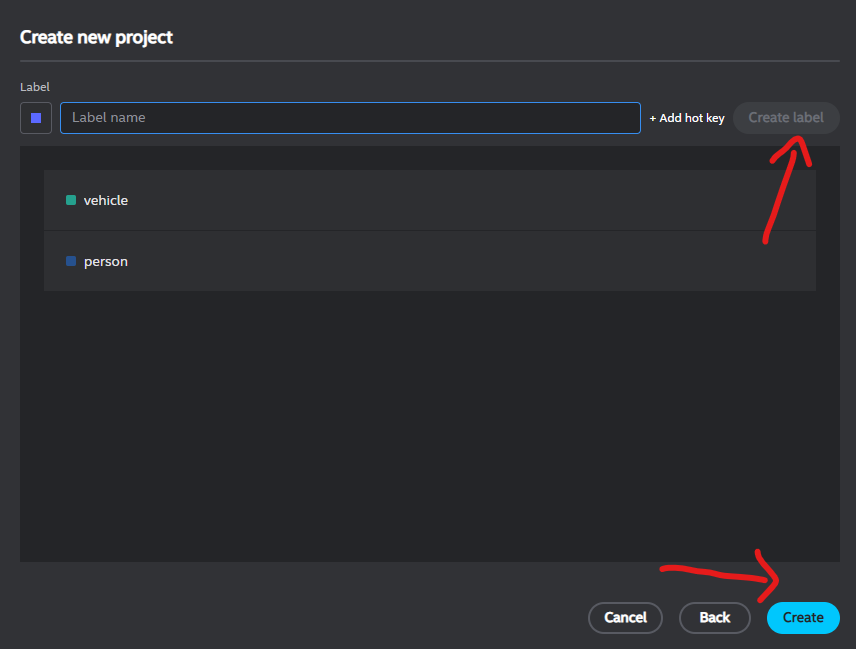 Create new project
Label
Label name + Add hot key Create label
vehicle
person
Cancel Back Create